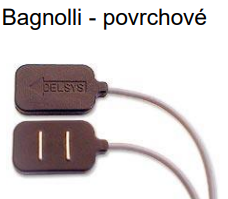 Bagnolli - povrchové
DELSYS